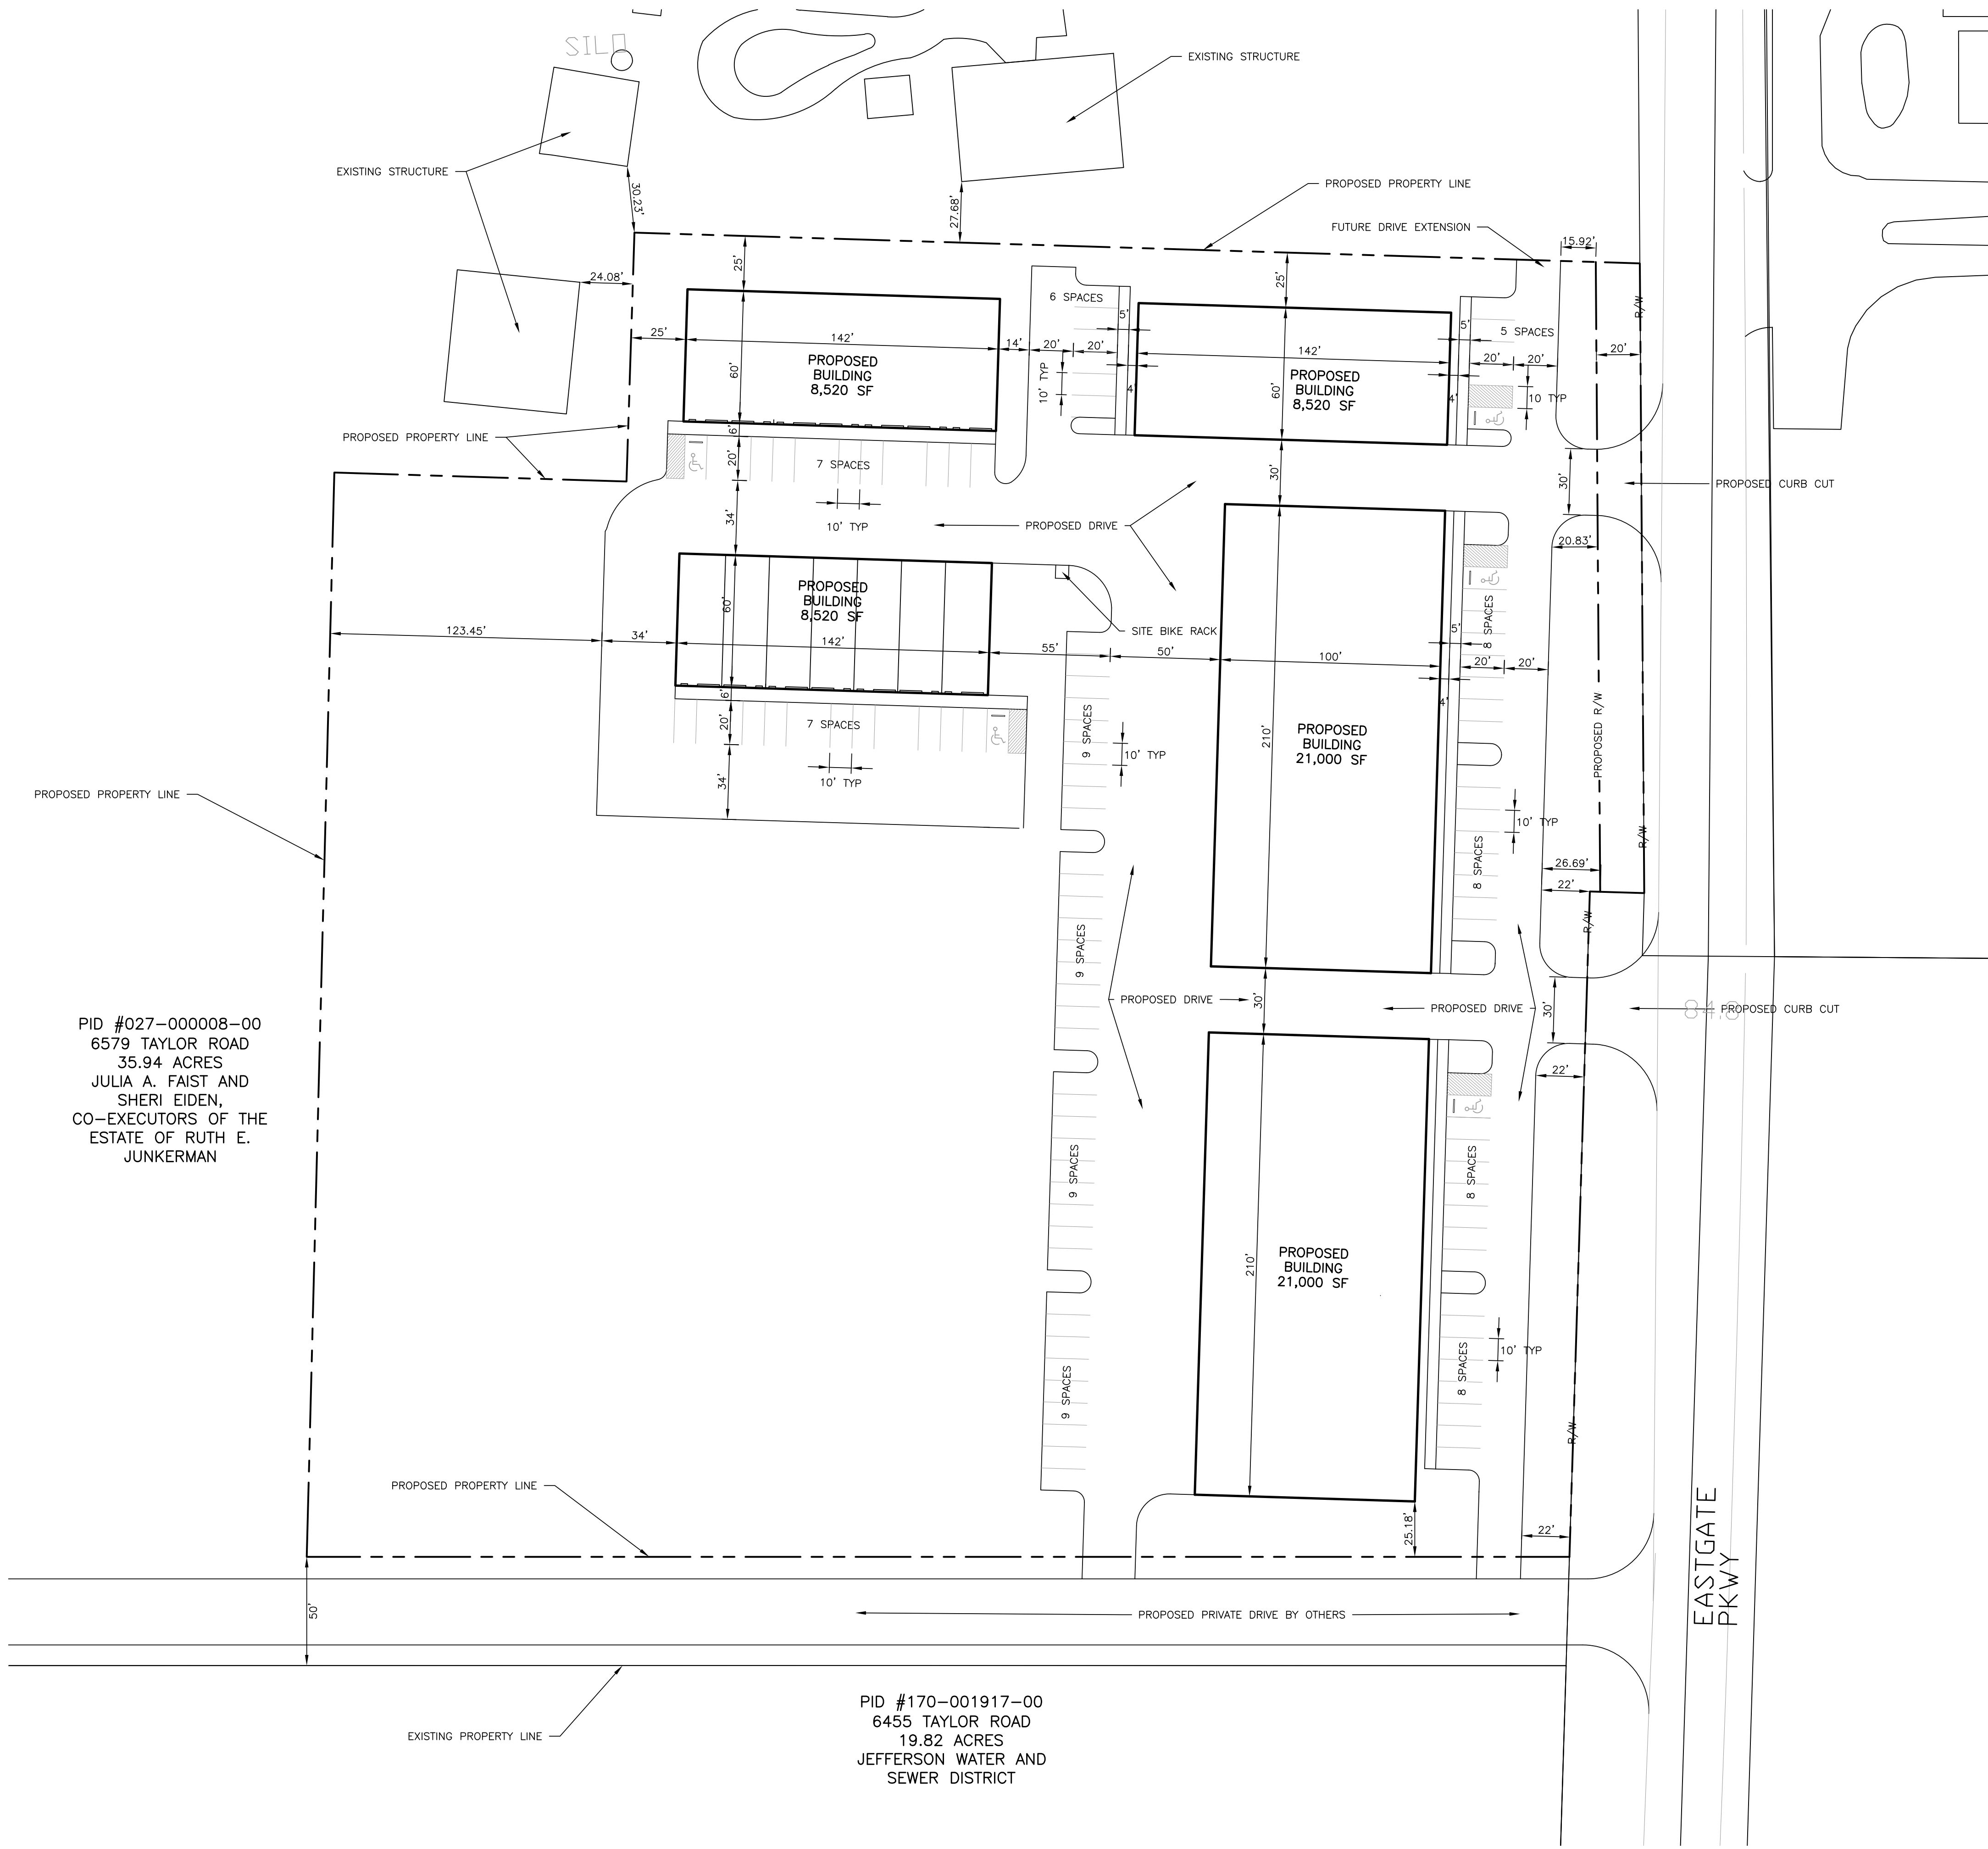 SIL
EXISTING STRUCTURE
EXISTING STRUCTURE
30.23'
27.68'
PROPOSED PROPERTY LINE
FUTURE DRIVE EXTENSION
15.92'
24.08'
25'
25'
R/W
6 SPACES
5'
5'
5 SPACES
25'
142'
14'
20'
20'
142'
20'
20'
20'
60'
PROPOSED
BUILDING
8,520 SF
10' TYP
4'
60'
PROPOSED
BUILDING
8,520 SF
4'
10 TYP
PROPOSED PROPERTY LINE
6'
20'
7 SPACES
30'
30'
PROPOSED CURB CUT
34'
10' TYP
PROPOSED DRIVE
20.83'
60'
PROPOSED
BUILDING
8,520 SF
SITE BIKE RACK
8 SPACES
5'
123.45'
34'
142'
55'
50'
100'
20'
20'
6'
4'
20'
7 SPACES
9 SPACES
210'
PROPOSED
BUILDING
21,000 SF
PROPOSED R/W
10' TYP
34'
10' TYP
PROPOSED PROPERTY LINE
10' TYP
R/W
8 SPACES
26.69'
22'
R/W
9 SPACES
PROPOSED DRIVE
30'
PROPOSED DRIVE
30'
84.8
PROPOSED CURB CUT
PID #027-000008-00
6579 TAYLOR ROAD
35.94 ACRES
JULIA A. FAIST AND
SHERI EIDEN,
CO-EXECUTORS OF THE
ESTATE OF RUTH E.
JUNKERMAN
22'
9 SPACES
8 SPACES
210'
PROPOSED
BUILDING
21,000 SF
10' TYP
9 SPACES
8 SPACES
R/W
PROPOSED PROPERTY LINE
25.18'
22'
EASTGATE
PKWY
50'
PROPOSED PRIVATE DRIVE BY OTHERS
EXISTING PROPERTY LINE
PID #170-001917-00
6455 TAYLOR ROAD
19.82 ACRES
JEFFERSON WATER AND
SEWER DISTRICT